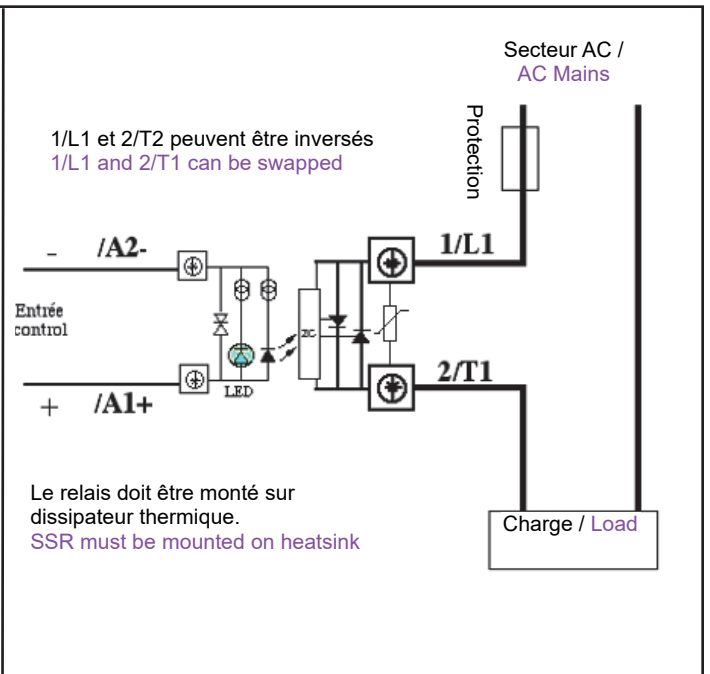 Secteur AC /
AC Mains
Protection
1/L1 et 2/T2 peuvent être inversés
1/L1 and 2/T1 can be swapped
- /A2-
1/L1
Entrée
control
ZC
LED
2/T1
+ /A1+
Le relais doit être monté sur
dissipateur thermique.
SSR must be mounted on heatsink
Charge / Load